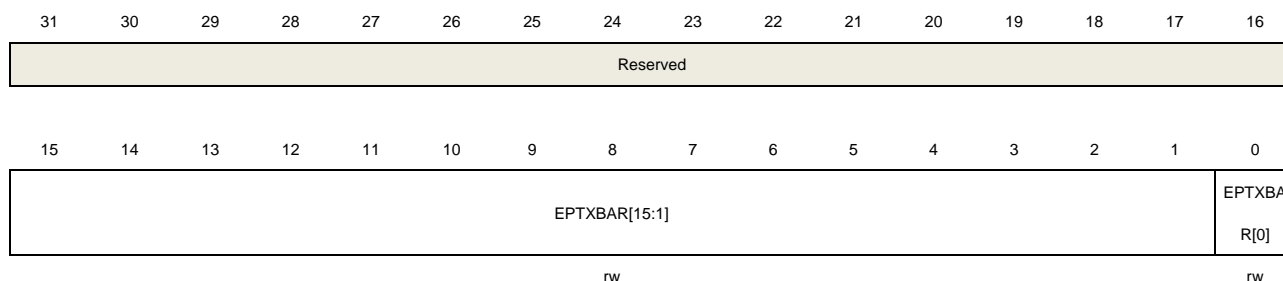 31 30 29 28 27 26 25 24 23 22 21 20 19 18 17 16
Reserved
15 14 13 12 11 10 9 8 7 6 5 4 3 2 1 0
EPTXBAR[15:1]
EPTXBA
R[0]
rw rw